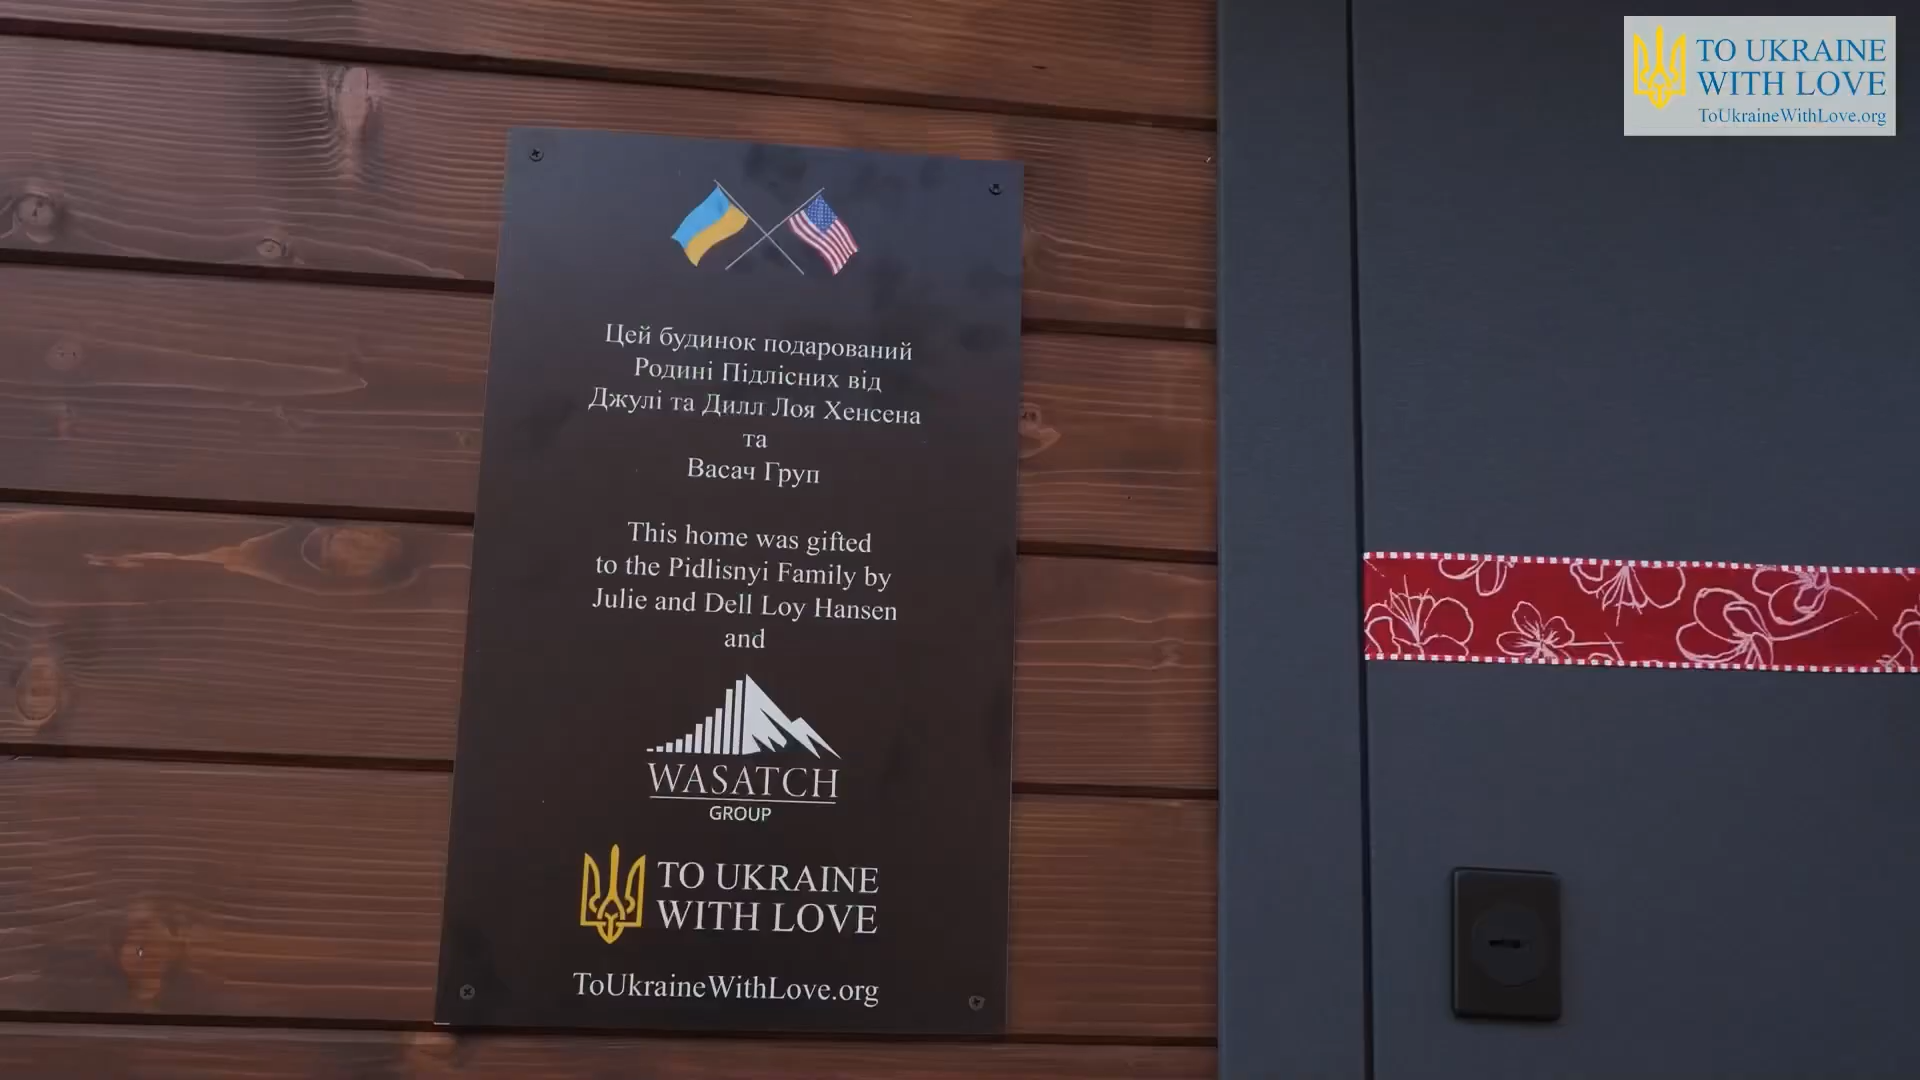 TO UKRAINE
WITH LOVE
ToUkraineWithLove.org
Цей будинок подарований
Родині Підлісних від
Джулі та Дилл Лоя Хенсена
та
Васач Груп
This home was gifted
to the Pidlisnyi Family by
Julie and Dell Loy Hansen
and
WASATCH
GROUP
TO UKRAINE
WITH LOVE
ToUkraineWithLove.org